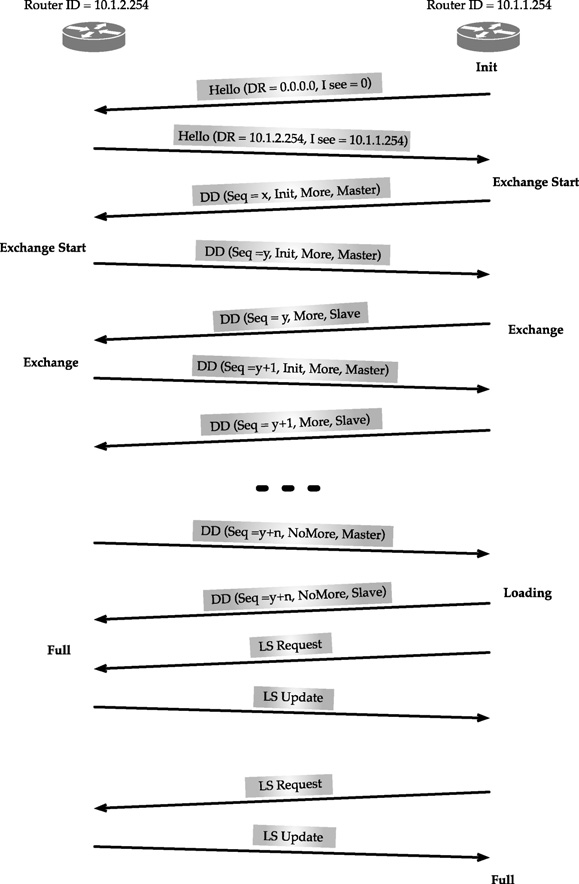 Router ID = 10.1.2.254
Router ID = 10.1.1.254
Init
Hello (DR = 0.0.0.0, I see = 0)
Hello (DR = 10.1.2.254, I see = 10.1.1.254)
Exchange Start
DD (Seq = x, Init, More, Master)
Exchange Start
DD (Seq =y, Init, More, Master)
DD (Seq = y, More, Slave
Exchange
Exchange
DD (Seq =y+1, Init, More, Master)
DD (Seq = y+1, More, Slave)
DD (Seq =y+n, NoMore, Master)
DD (Seq =y+n, NoMore, Slave)
Loading
Full
LS Request
LS Update
LS Request
LS Update
Full